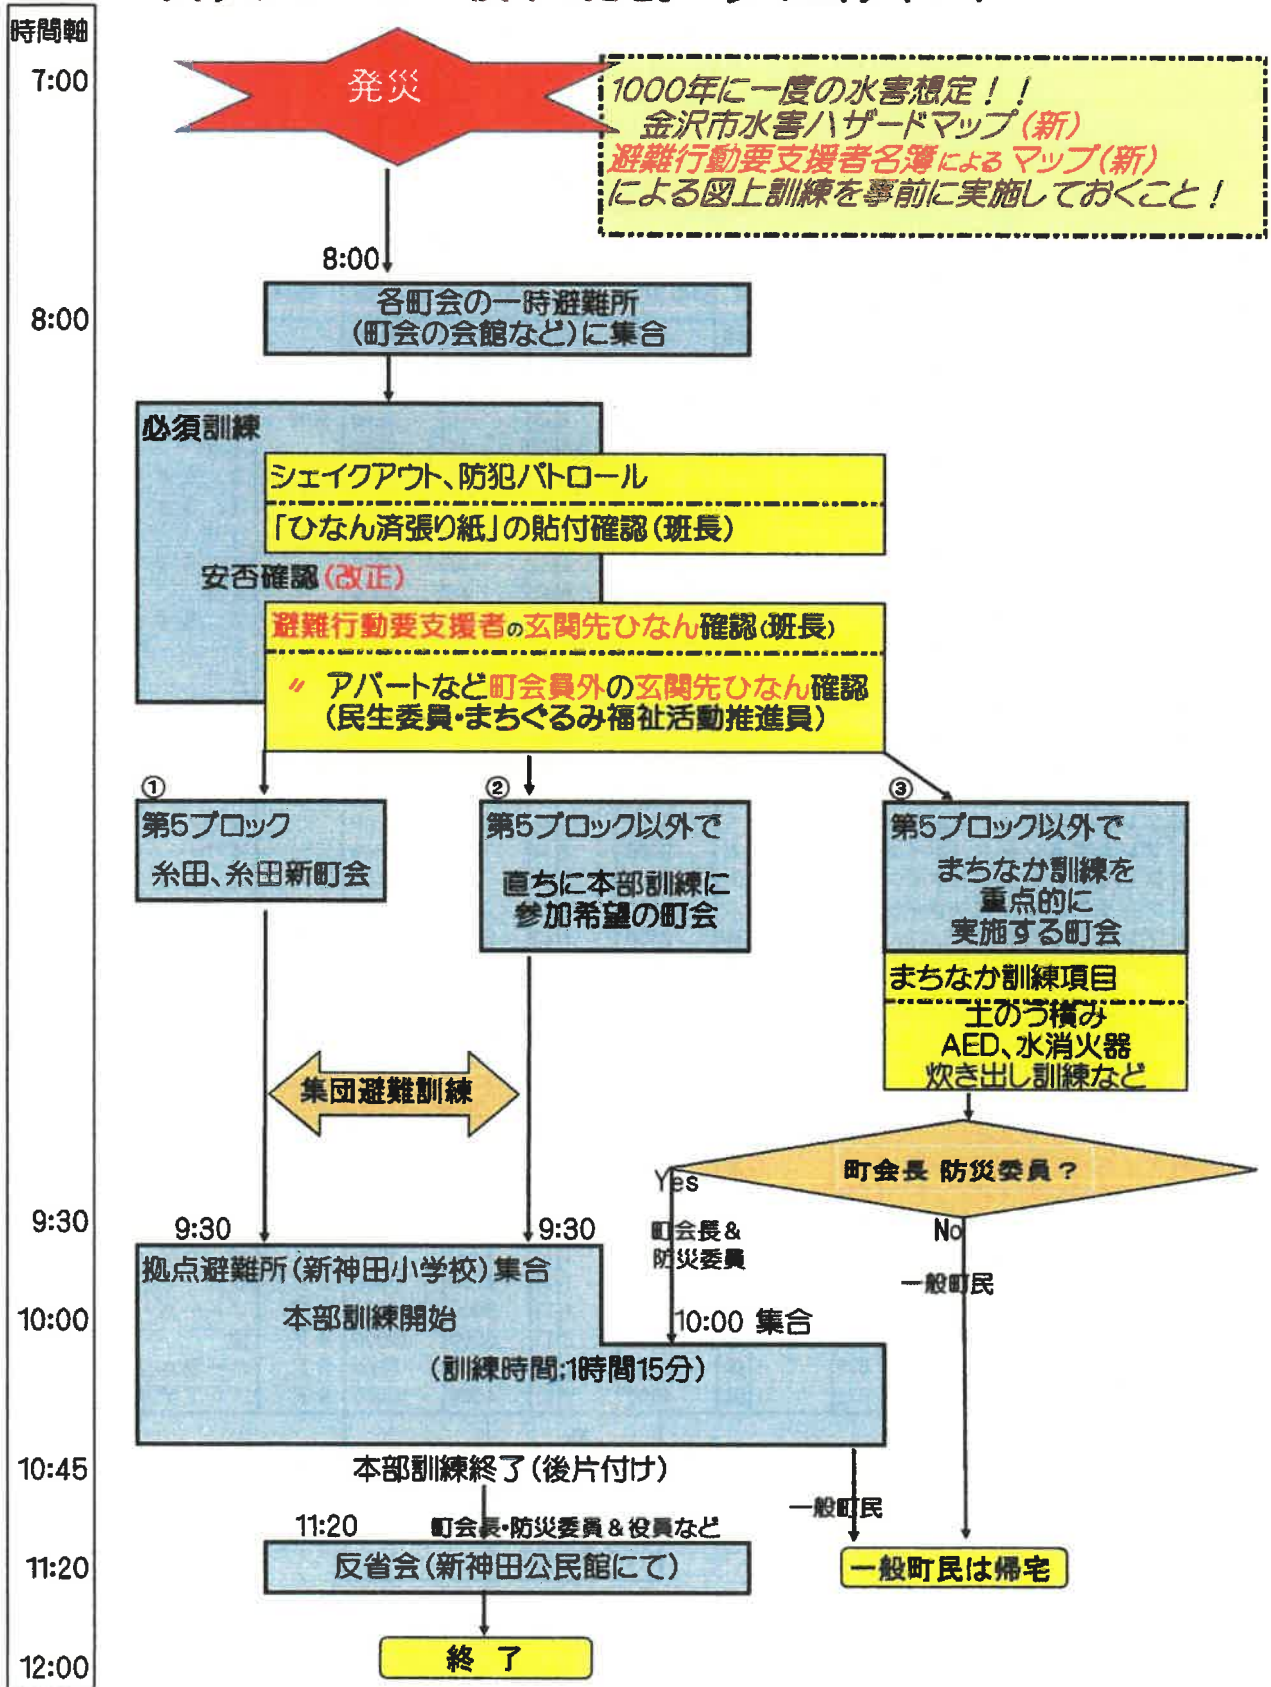 時間軸
7:00
発災
1000年に一度の水害想定！！
金沢市水害ハザードマップ(新)
避難行動要支援者名簿によるマップ(新)
による図上訓練を事前に実施しておくこと！
8:00
8:00
各町会の一時避難所
(町会の会館など)に集合
必須訓練
シェイクアウト、防犯パトロール
「ひなん済張り紙」の貼付確認(班長)
安否確認(改正)
避難行動要支援者の玄関先ひなん確認(班長)
〃 アパートなど町会員外の玄関先ひなん確認
(民生委員・まちぐるみ福祉活動推進員)
①
第5ブロック
糸田、糸田新町会
②
第5ブロック以外で
直ちに本部訓練に
参加希望の町会
③
第5ブロック以外で
まちなか訓練を
重点的に
実施する町会
まちなか訓練項目
土のう積み
AED、水消火器
炊き出し訓練など
集団避難訓練
町会長 防災委員？
Yes
町会長&
防災委員
No
一般町民
9:30
9:30
9:30
拠点避難所(新神田小学校)集合
10:00
本部訓練開始
10:00 集合
(訓練時間;1時間15分)
10:45
本部訓練終了(後片付け)
一般町民
11:20
町会長・防災委員&役員など
11:20
反省会(新神田公民館にて)
一般町民は帰宅
終 了
12:00